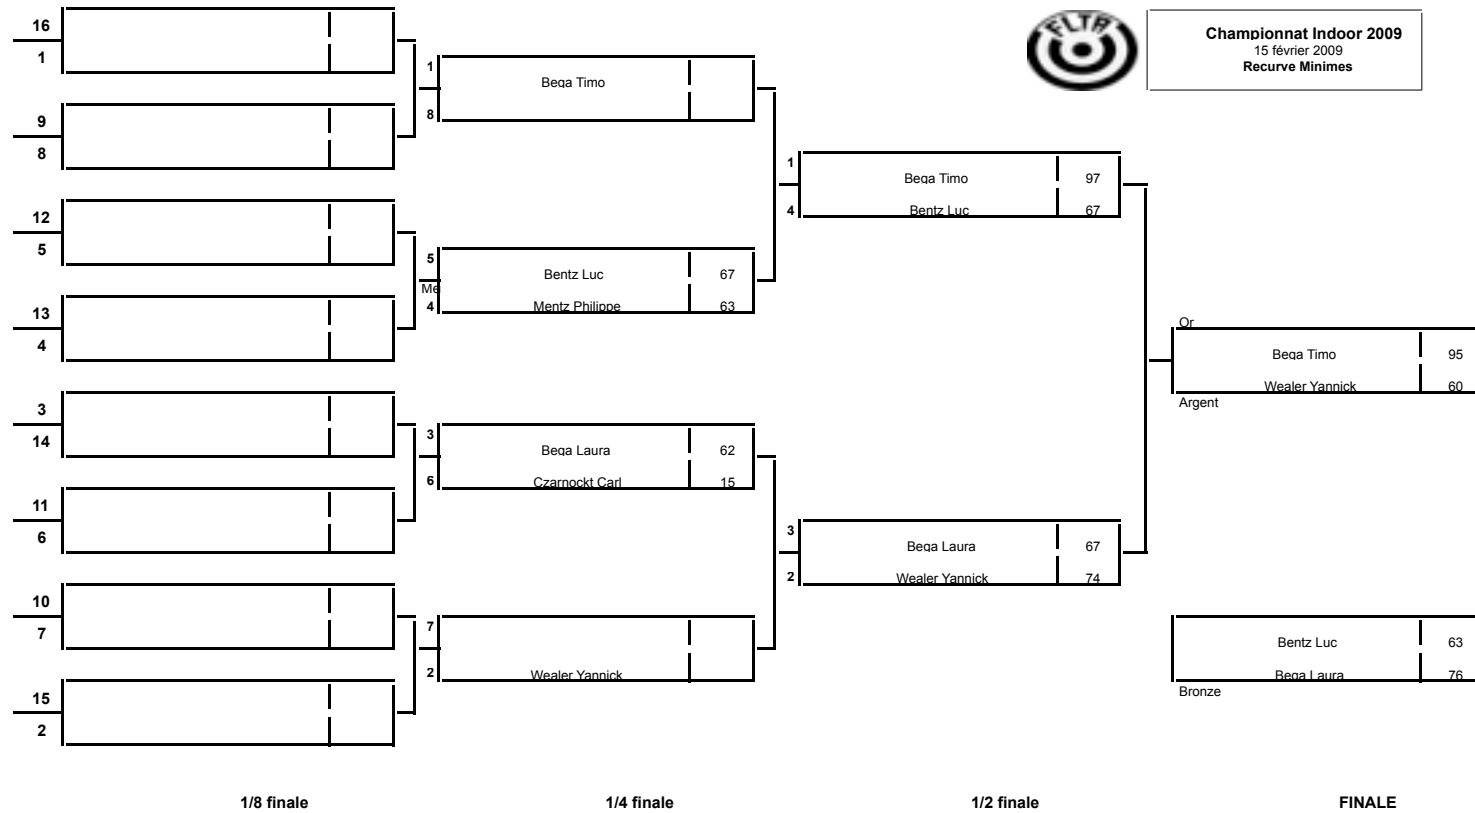 FLTA
Championnat Indoor 2009
15 février 2009
Recurve Minimes
16
1
9
8
12
5
13
4
3
14
11
6
10
7
15
2
1
Bega Timo
8
5
Bentz Luc 67
Me
4 Mentz Philippe 63
3
Bega Laura 62
6 Czarnockt Carl 15
7
2 Wealer Yannick
1
Bega Timo 97
4 Bentz Luc 67
3
Bega Laura 67
2 Wealer Yannick 74
Or
Bega Timo 95
Wealer Yannick 60
Argent
Bentz Luc 63
Bega Laura 76
Bronze
1/8 finale 1/4 finale 1/2 finale FINALE